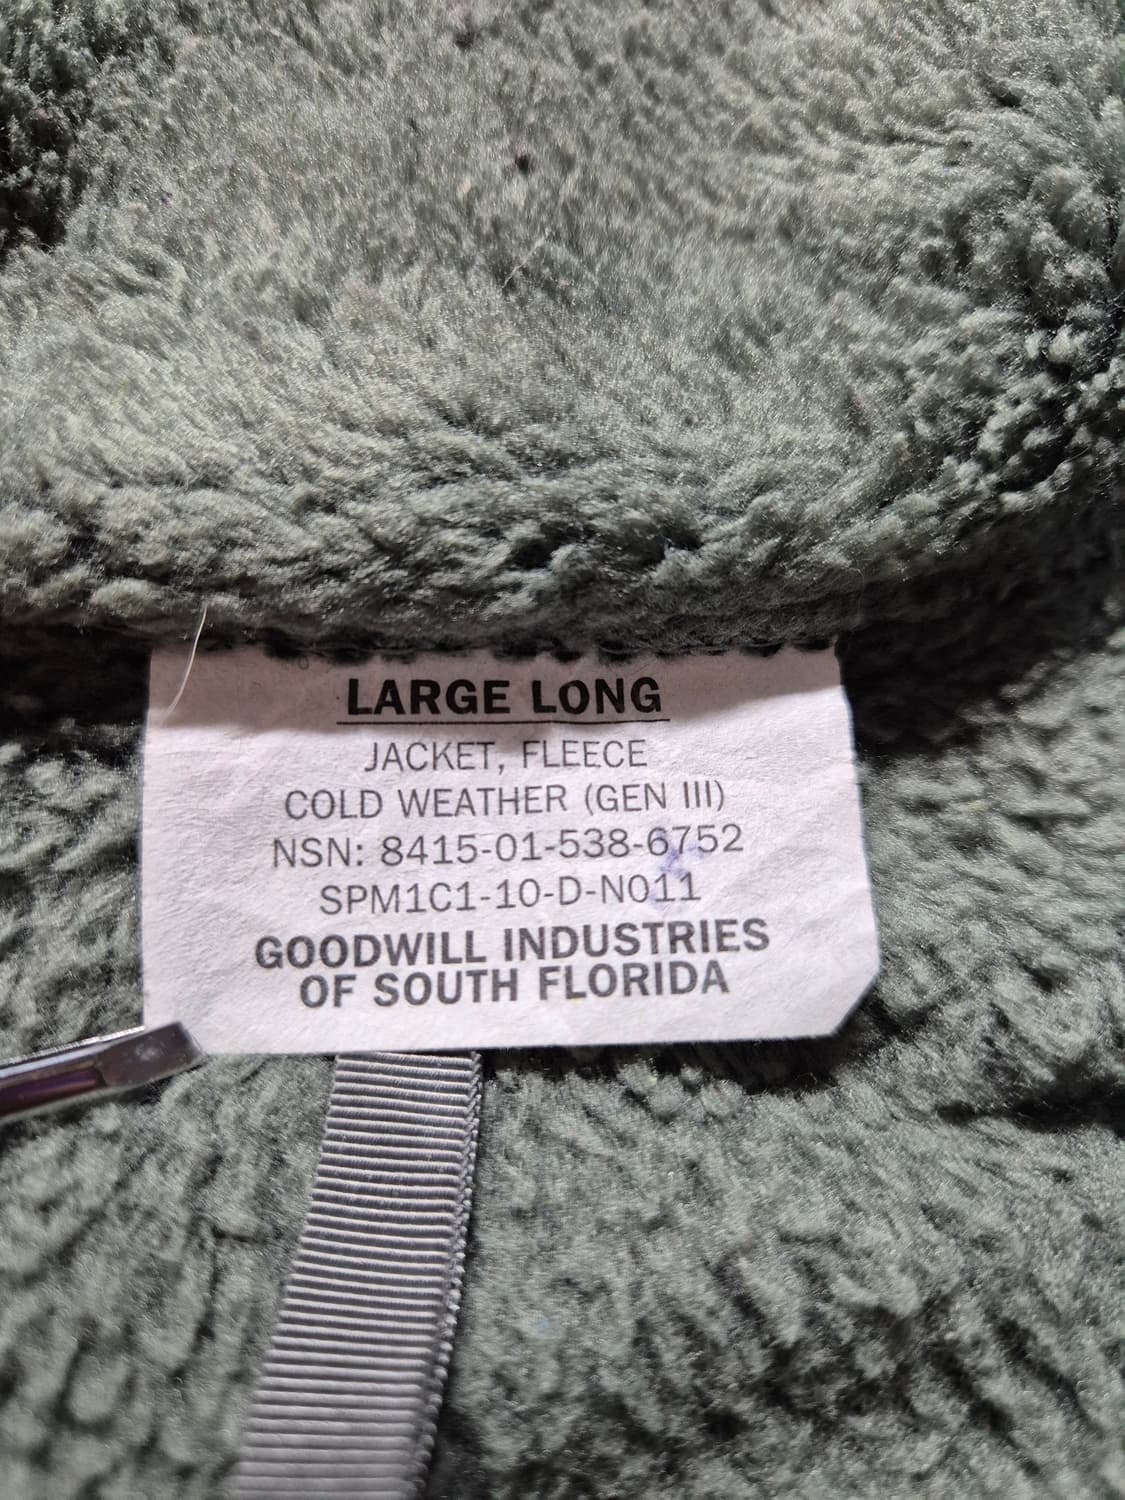 LARGE LONG
JACKET, FLEECE
COLD WEATHER (GEN III)
NSN: 8415-01-538-6752
SPM1C1-10-D-N011
GOODWILL INDUSTRIES
OF SOUTH FLORIDA